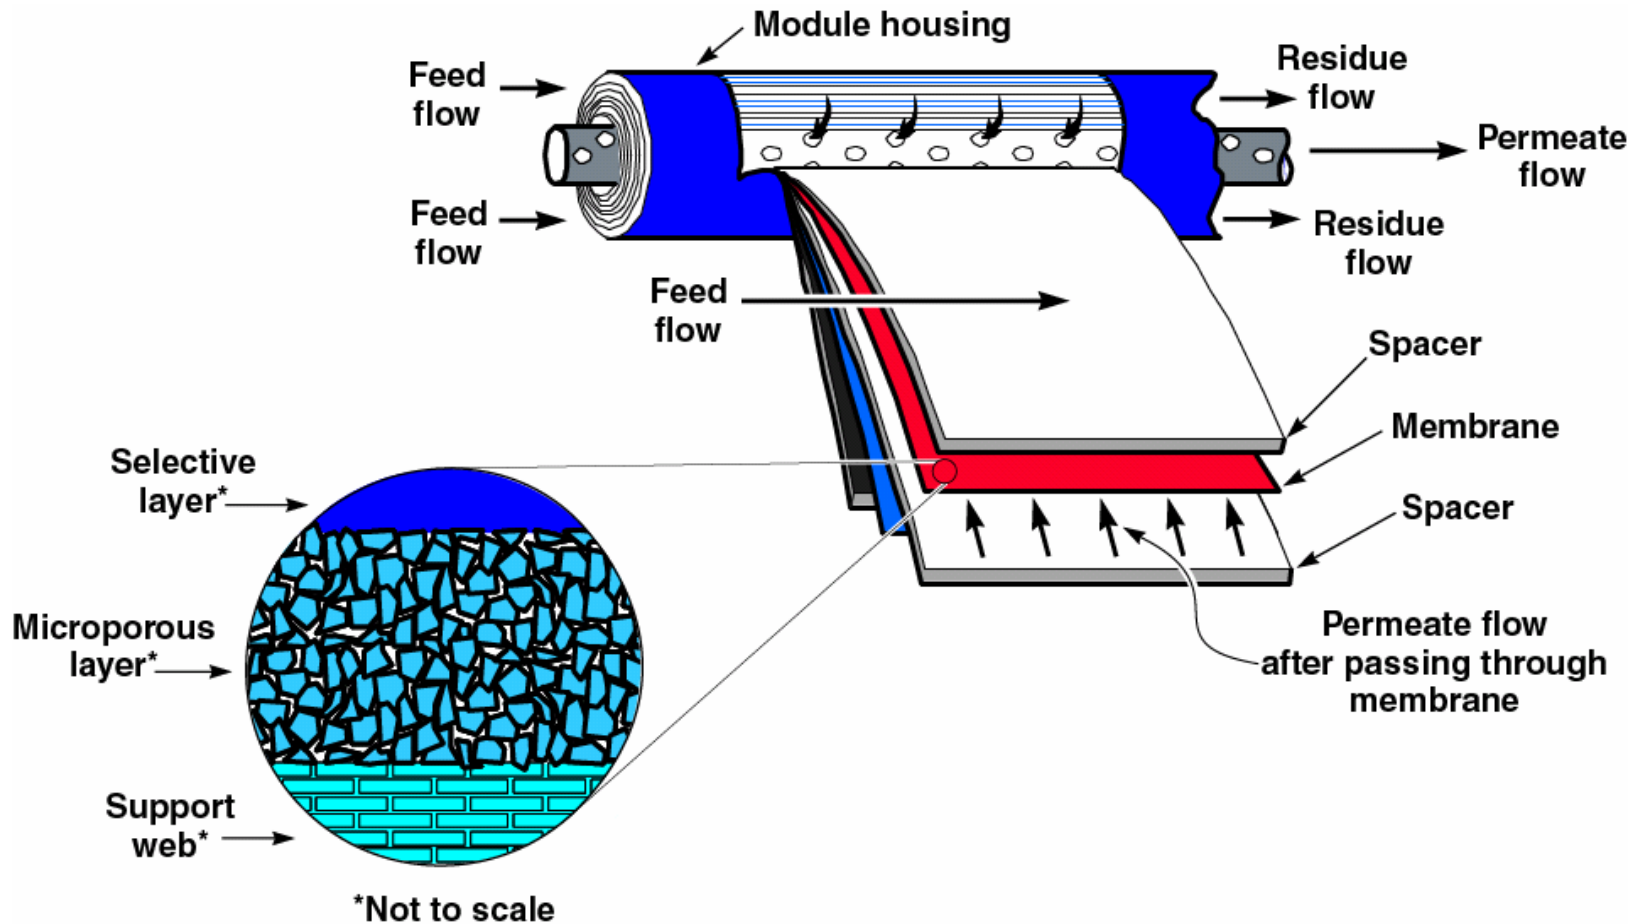 Module housing
Feed
flow
Residue
flow
Permeate
flow
Feed
flow
Residue
flow
Feed
flow
Spacer
Membrane
Selective
layer*
Spacer
Microporous
layer*
Permeate flow
after passing through
membrane
Support
web*
*Not to scale